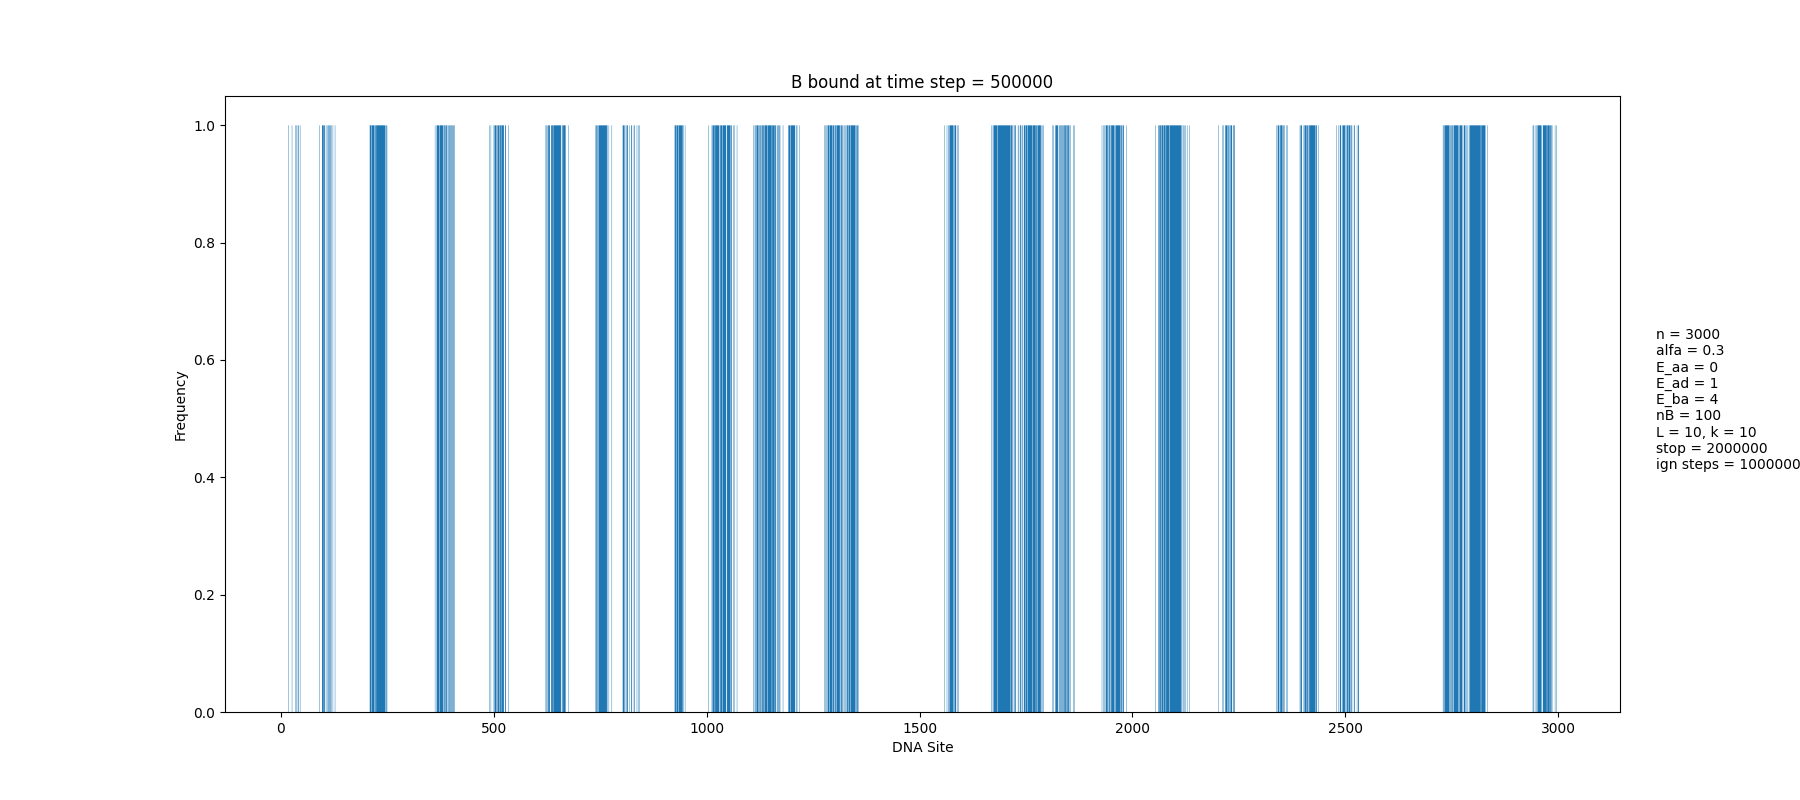 B bound at time step = 500000
1.0
0.8
0.6
0.4
0.2
0.0
Frequency
0 500 1000 1500 2000 2500 3000
DNA Site
n = 3000
alfa = 0.3
E_aa = 0
E_ad = 1
E_ba = 4
nB = 100
L = 10, k = 10
stop = 2000000
ign steps = 1000000